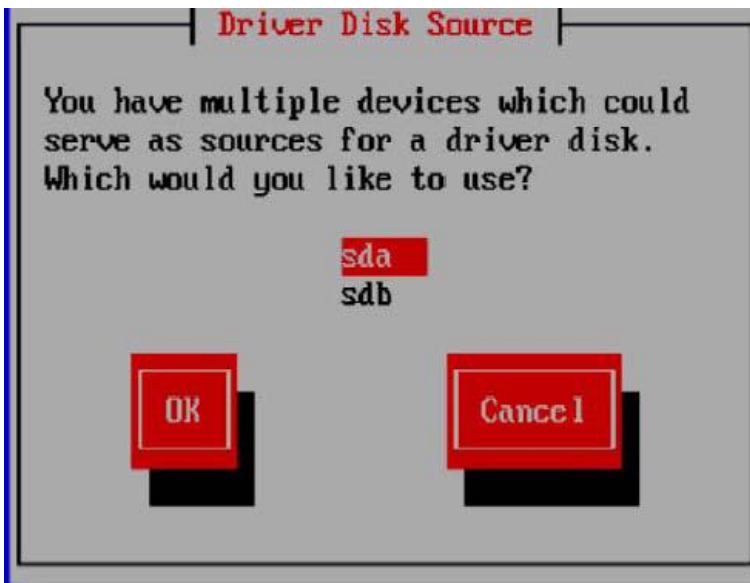 Driver Disk Source
You have multiple devices which could
serve as sources for a driver disk.
Which would you like to use?
sda
sdb
OK Cancel